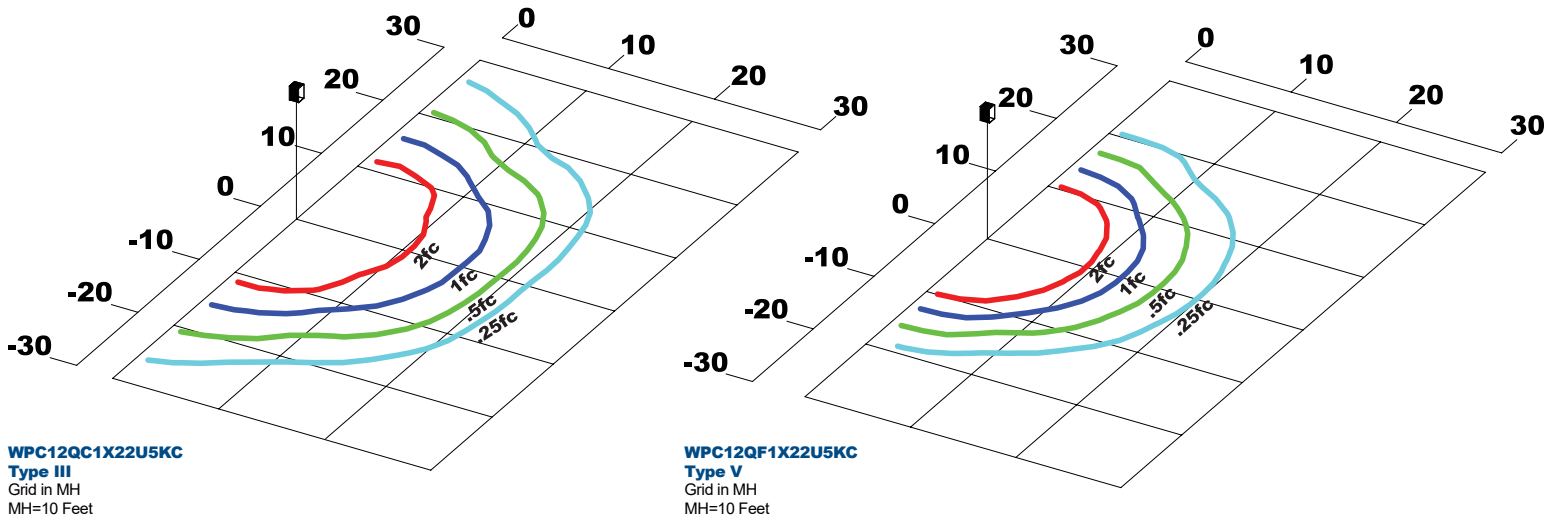 30
20
10
0
-10
-20
-30
0
10
20
30
2fc
1fc
.5fc
.25fc
WPC12QC1X22U5KC
Type III
Grid in MH
MH=10 Feet
30
20
10
0
-10
-20
-30
0
10
20
30
2fc
1fc
.5fc
.25fc
WPC12QF1X22U5KC
Type V
Grid in MH
MH=10 Feet